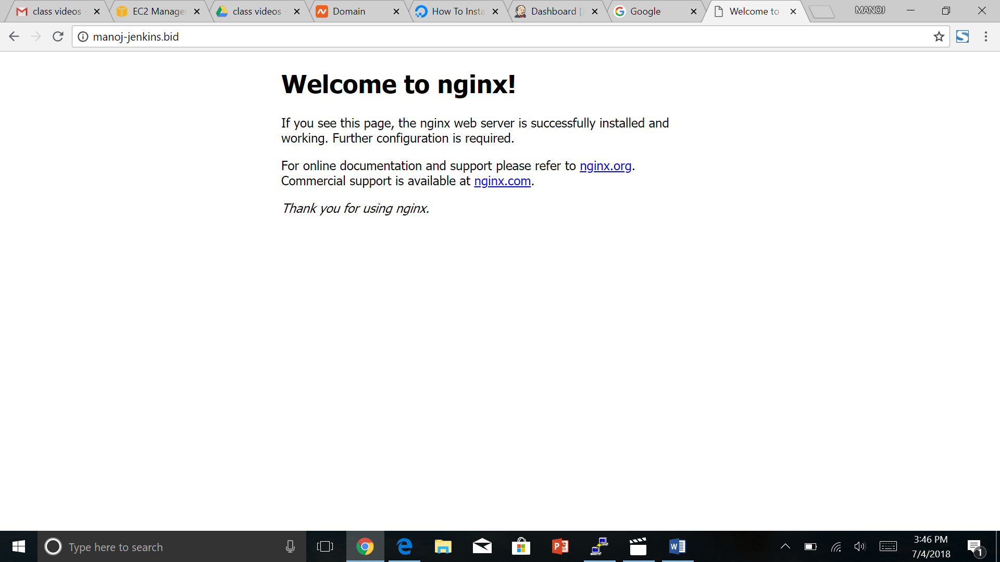 class videos -
EC2 Manage
class videos -
Domain
How To Insta
Dashboard [J
Google
Welcome to
MANOJ
manoj-jenkins.bid
Welcome to nginx!
If you see this page, the nginx web server is successfully installed and
working. Further configuration is required.
For online documentation and support please refer to nginx.org.
Commercial support is available at nginx.com.
Thank you for using nginx.
Type here to search
3:46 PM
7/4/2018
1